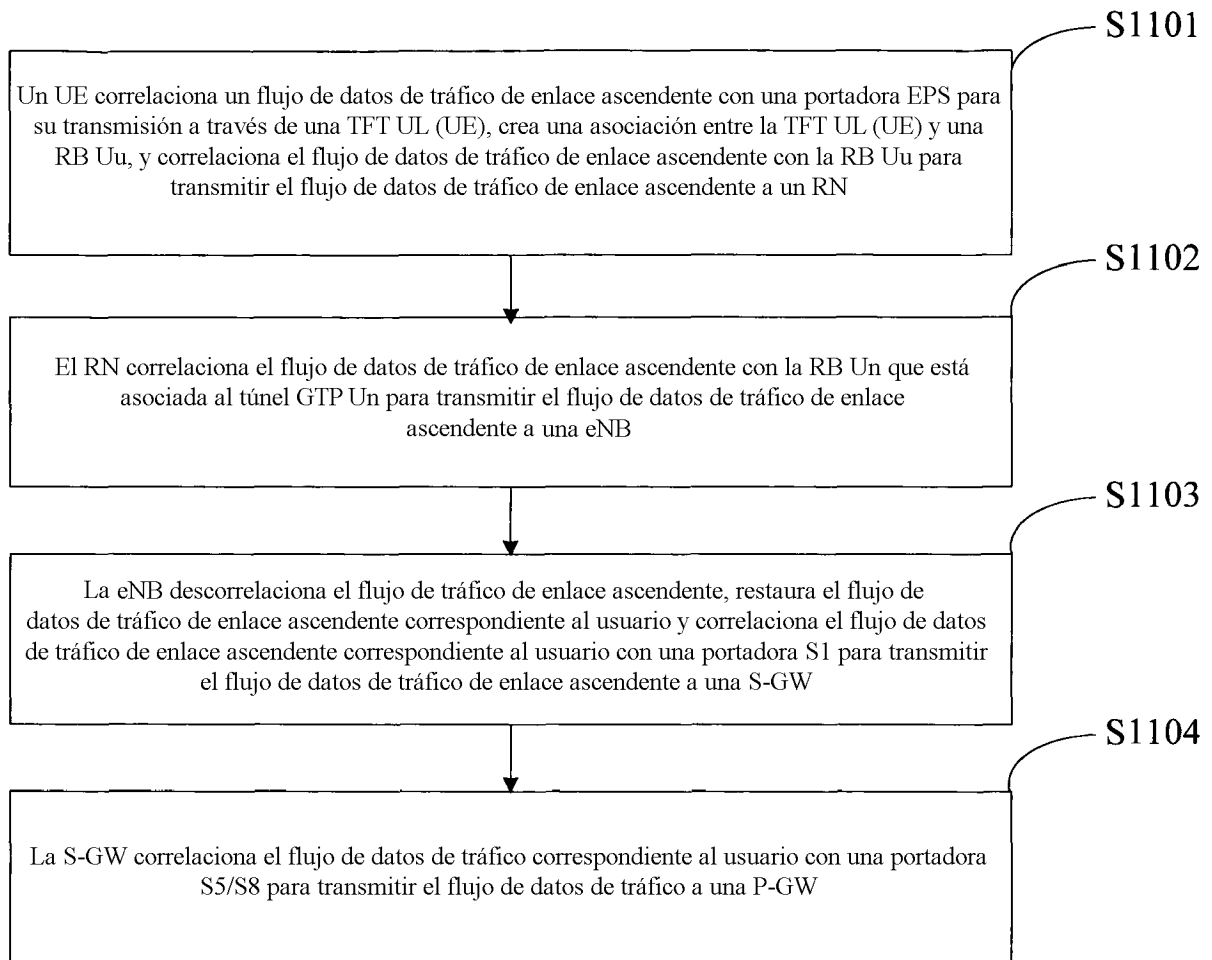 S1101
Un UE correlaciona un flujo de datos de tráfico de enlace ascendente con una portadora EPS para
su transmisión a través de una TFT UL (UE), crea una asociación entre la TFT UL (UE) y una
RB Uu, y correlaciona el flujo de datos de tráfico de enlace ascendente con la RB Uu para
transmitir el flujo de datos de tráfico de enlace ascendente a un RN
S1102
El RN correlaciona el flujo de datos de tráfico de enlace ascendente con la RB Un que está
asociada al túnel GTP Un para transmitir el flujo de datos de tráfico de enlace
ascendente a una eNB
S1103
La eNB descorrelaciona el flujo de tráfico de enlace ascendente, restaura el flujo de
datos de tráfico de enlace ascendente correspondiente al usuario y correlaciona el flujo de datos
de tráfico de enlace ascendente correspondiente al usuario con una portadora S1 para transmitir
el flujo de datos de tráfico de enlace ascendente a una S-GW
S1104
La S-GW correlaciona el flujo de datos de tráfico correspondiente al usuario con una portadora
S5/S8 para transmitir el flujo de datos de tráfico a una P-GW